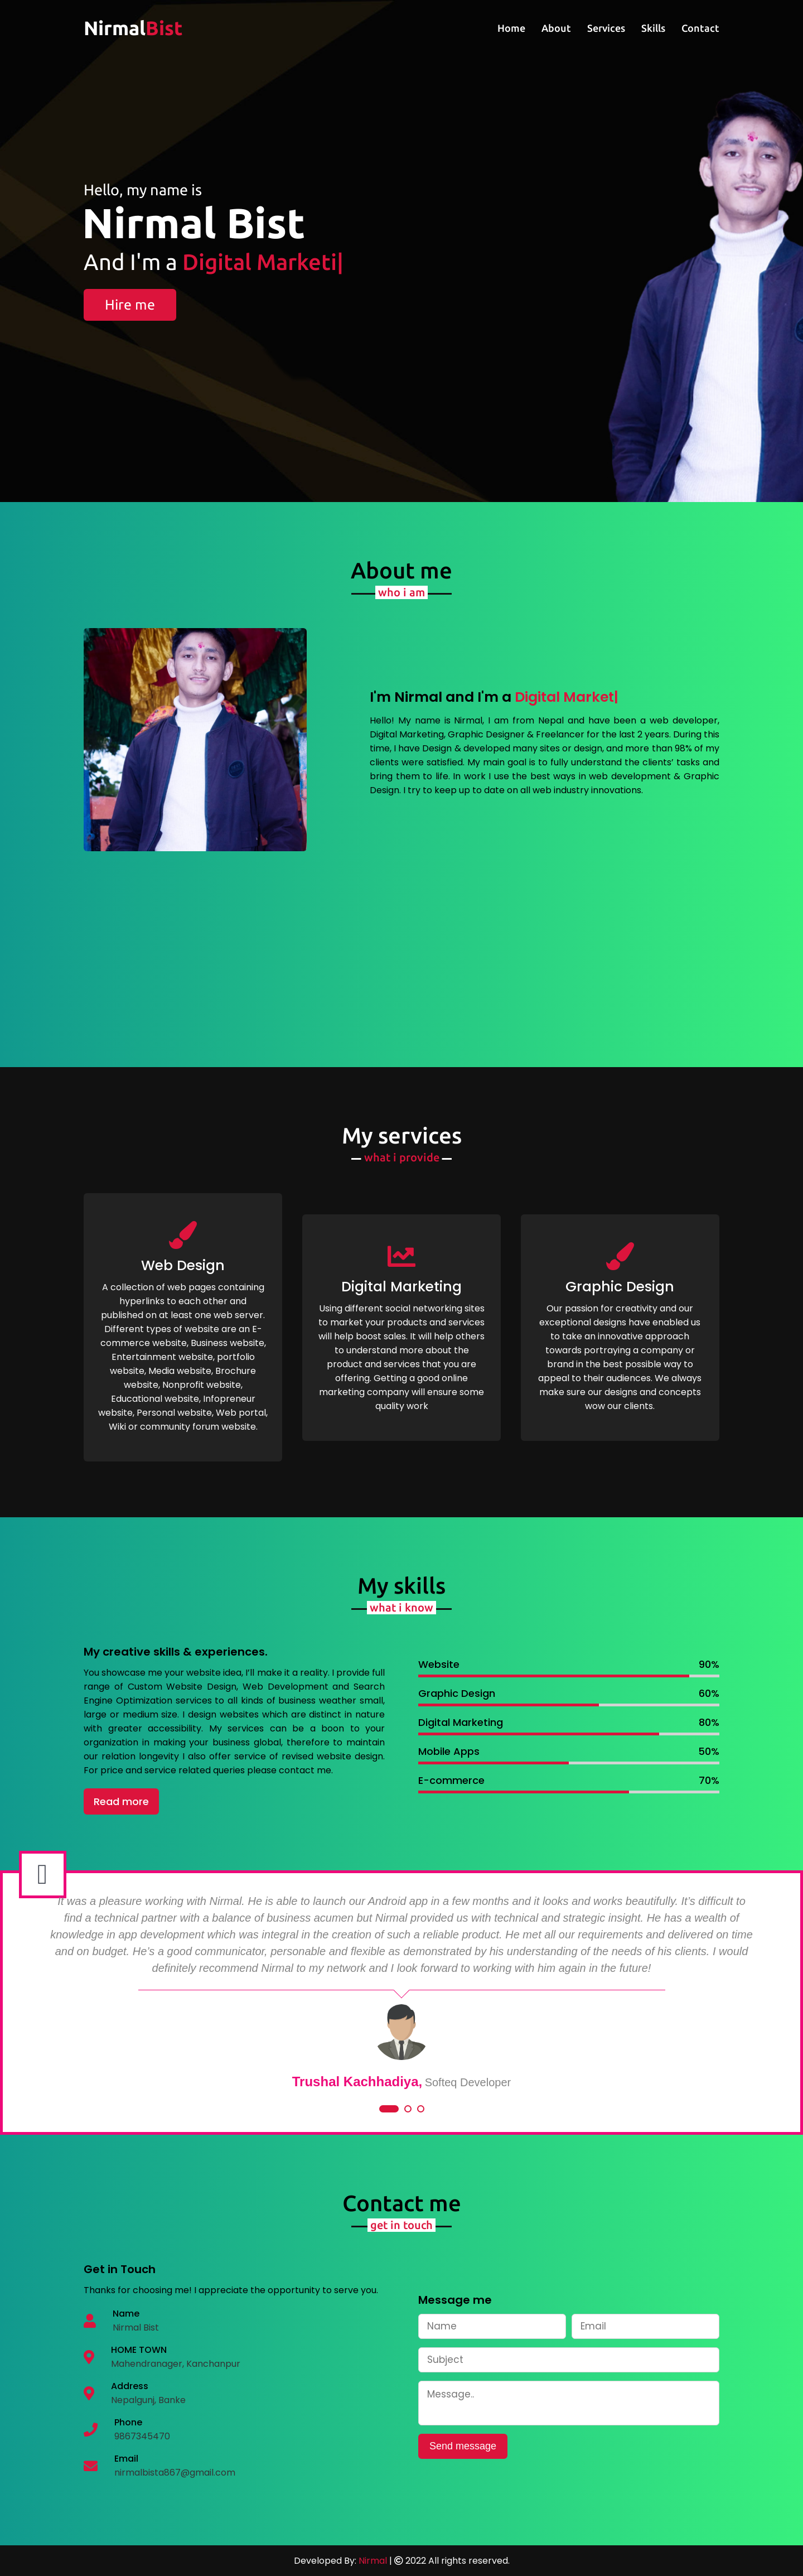 NirmalBist
Home About Services Skills Contact
Hello, my name is
Nirmal Bist
And I'm a Digital Marketi|
Hire me
About me
who i am
I'm Nirmal and I'm a Digital Market|
Hello! My name is Nirmal, I am from Nepal and have been a web developer,
Digital Marketing, Graphic Designer & Freelancer for the last 2 years. During this
time, I have Design & developed many sites or design, and more than 98% of my
clients were satisfied. My main goal is to fully understand the clients’ tasks and
bring them to life. In work I use the best ways in web development & Graphic
Design. I try to keep up to date on all web industry innovations.
My services
what i provide
Web Design
A collection of web pages containing
hyperlinks to each other and
published on at least one web server.
Different types of website are an E-
commerce website, Business website,
Entertainment website, portfolio
website, Media website, Brochure
website, Nonprofit website,
Educational website, Infopreneur
website, Personal website, Web portal,
Wiki or community forum website.
Digital Marketing
Using different social networking sites
to market your products and services
will help boost sales. It will help others
to understand more about the
product and services that you are
offering. Getting a good online
marketing company will ensure some
quality work
Graphic Design
Our passion for creativity and our
exceptional designs have enabled us
to take an innovative approach
towards portraying a company or
brand in the best possible way to
appeal to their audiences. We always
make sure our designs and concepts
wow our clients.
My skills
what i know
My creative skills & experiences.
You showcase me your website idea, I’ll make it a reality. I provide full
range of Custom Website Design, Web Development and Search
Engine Optimization services to all kinds of business weather small,
large or medium size. I design websites which are distinct in nature
with greater accessibility. My services can be a boon to your
organization in making your business global, therefore to maintain
our relation longevity I also offer service of revised website design.
For price and service related queries please contact me.
Read more
Website 90%
Graphic Design 60%
Digital Marketing 80%
Mobile Apps 50%
E-commerce 70%
It was a pleasure working with Nirmal. He is able to launch our Android app in a few months and it looks and works beautifully. It’s difficult to
find a technical partner with a balance of business acumen but Nirmal provided us with technical and strategic insight. He has a wealth of
knowledge in app development which was integral in the creation of such a reliable product. He met all our requirements and delivered on time
and on budget. He’s a good communicator, personable and flexible as demonstrated by his understanding of the needs of his clients. I would
definitely recommend Nirmal to my network and I look forward to working with him again in the future!
Trushal Kachhadiya, Softeq Developer
Contact me
get in touch
Get in Touch
Thanks for choosing me! I appreciate the opportunity to serve you.
Name
Nirmal Bist
HOME TOWN
Mahendranager, Kanchanpur
Address
Nepalgunj, Banke
Phone
9867345470
Email
nirmalbista867@gmail.com
Message me
Name Email
Subject
Message..
Send message
Developed By: Nirmal | © 2022 All rights reserved.